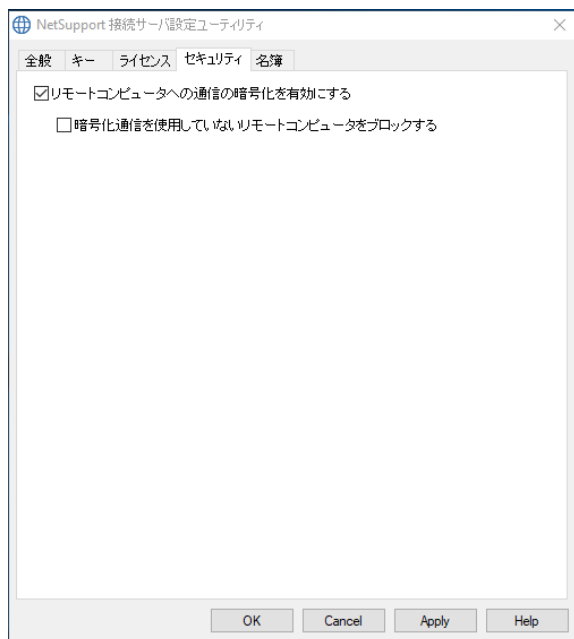 NetSupport 接続サーバ設定ユーティリティ
全般 キー ライセンス セキュリティ 名簿
リモートコンピュータへの通信の暗号化を有効にする
暗号化通信を使用していないリモートコンピュータをブロックする
OK Cancel Apply Help